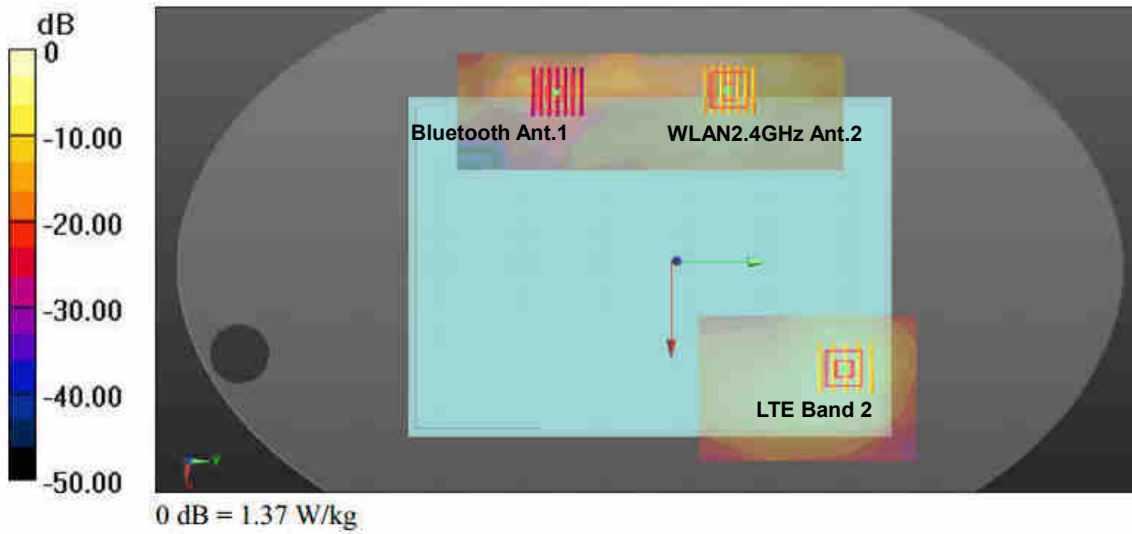 dB
0
-10.00
-20.00
-30.00
-40.00
-50.00
Bluetooth Ant.1
WLAN2.4GHz Ant.2
LTE Band 2
Y
0 dB = 1.37 W/kg